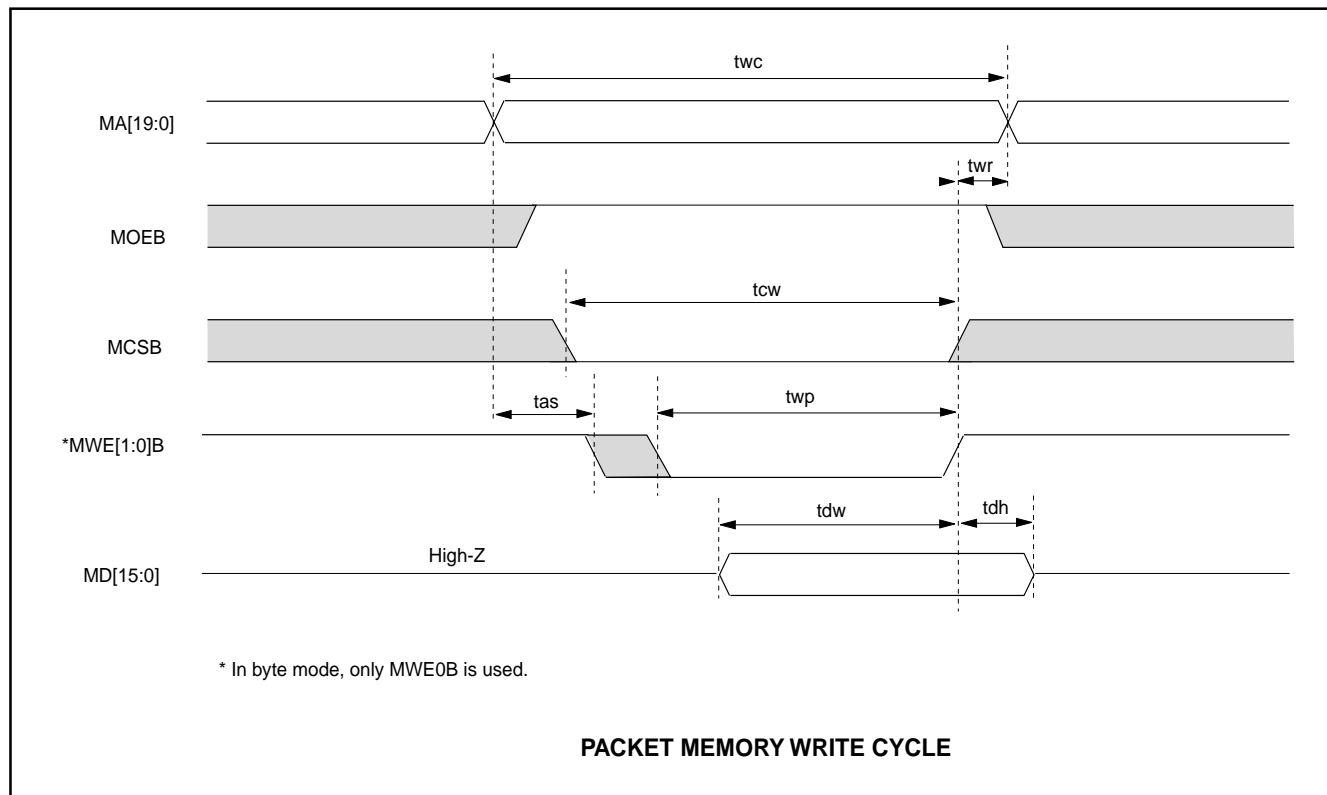 twc
MA[19:0]
twr
MOEB
tcw
MCSB
tas
twp
*MWE[1:0]B
tdw
tdh
High-Z
MD[15:0]
* In byte mode, only MWE0B is used.
PACKET MEMORY WRITE CYCLE